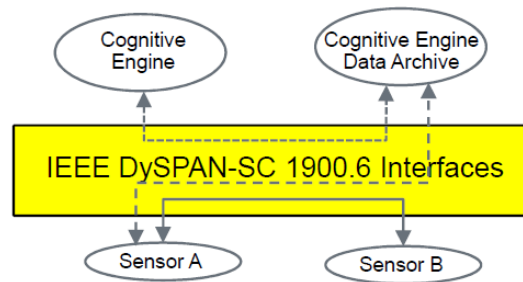 Cognitive
Engine
Cognitive Engine
Data Archive
IEEE DySPAN-SC 1900.6 Interfaces
Sensor A
Sensor B